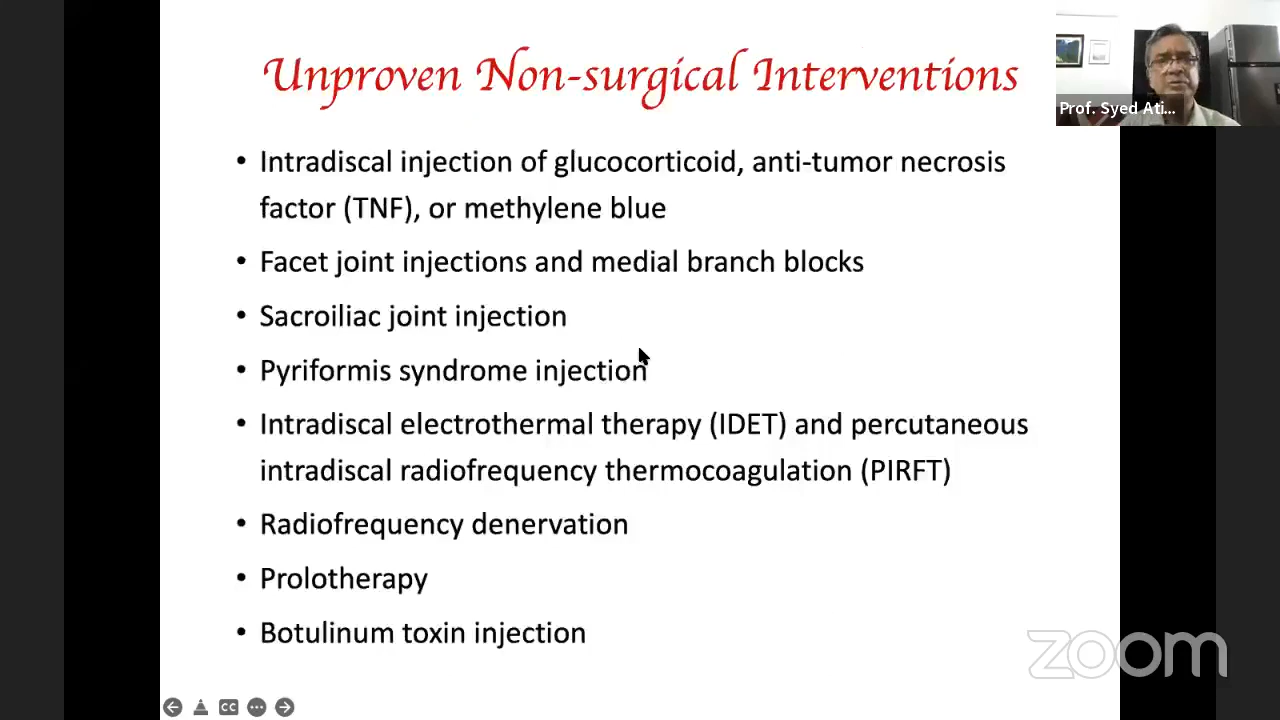 Unproven Non-surgical Interventions
Prof. Syed Ati...
• Intradiscal injection of glucocorticoid, anti-tumor necrosis
factor (TNF), or methylene blue
• Facet joint injections and medial branch blocks
• Sacroiliac joint injection
• Pyriformis syndrome injection
• Intradiscal electrothermal therapy (IDET) and percutaneous
intradiscal radiofrequency thermocoagulation (PIRFT)
• Radiofrequency denervation
• Prolotherapy
• Botulinum toxin injection
zoom
CC